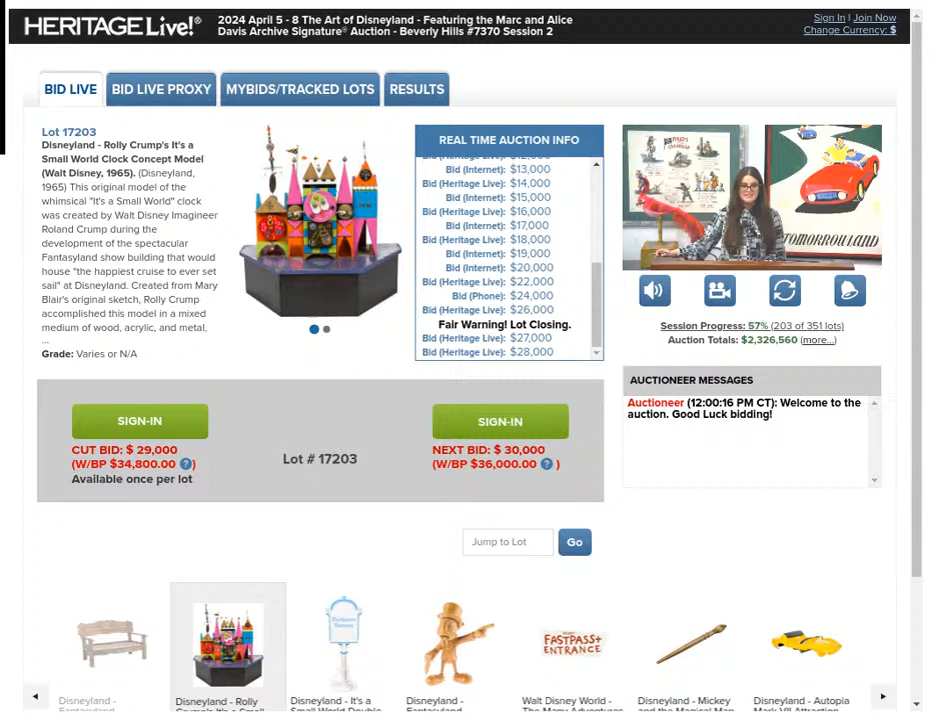 HERITAGE Live!®
2024 April 5 - 8 The Art of Disneyland - Featuring the Marc and Alice
Davis Archive Signature® Auction - Beverly Hills #7370 Session 2
Sign In | Join Now
Change Currency: $
BID LIVE
BID LIVE PROXY
MYBIDS/TRACKED LOTS
RESULTS
Lot 17203
Disneyland - Rolly Crump's It's a
Small World Clock Concept Model
(Walt Disney, 1965). (Disneyland,
1965) This original model of the
whimsical "It's a Small World" clock
was created by Walt Disney Imagineer
Roland Crump during the
development of the spectacular
Fantasyland show building that would
house "the happiest cruise to ever set
sail" at Disneyland. Created from Mary
Blair's original sketch, Rolly Crump
accomplished this model in a mixed
medium of wood, acrylic, and metal,
...
Grade: Varies or N/A
REAL TIME AUCTION INFO
Bid (Heritage Live): $12,000
Bid (Internet): $13,000
Bid (Heritage Live): $14,000
Bid (Internet): $15,000
Bid (Heritage Live): $16,000
Bid (Internet): $17,000
Bid (Heritage Live): $18,000
Bid (Internet): $19,000
Bid (Internet): $20,000
Bid (Heritage Live): $22,000
Bid (Phone): $24,000
Bid (Heritage Live): $26,000
Fair Warning! Lot Closing.
Bid (Heritage Live): $27,000
Bid (Heritage Live): $28,000
TOMORROWLAND
Session Progress: 57% (203 of 351 lots)
Auction Totals: $2,326,560 (more...)
AUCTIONEER MESSAGES
Auctioneer (12:00:16 PM CT): Welcome to the
auction. Good Luck bidding!
SIGN-IN
CUT BID: $ 29,000
(W/BP $34,800.00 ? )
Available once per lot
Lot # 17203
SIGN-IN
NEXT BID: $ 30,000
(W/BP $36,000.00 ? )
Jump to Lot
Go
FASTPASS+
ENTRANCE
Disneyland -
Fantasyland
Disneyland - Rolly
Crump's It's a Small
Disneyland - It's a
Small World Double
Disneyland -
Fantasyland
Walt Disney World -
The Many Adventures
Disneyland - Mickey
and the Magical Map
Disneyland - Autopia
Mark VII Attraction